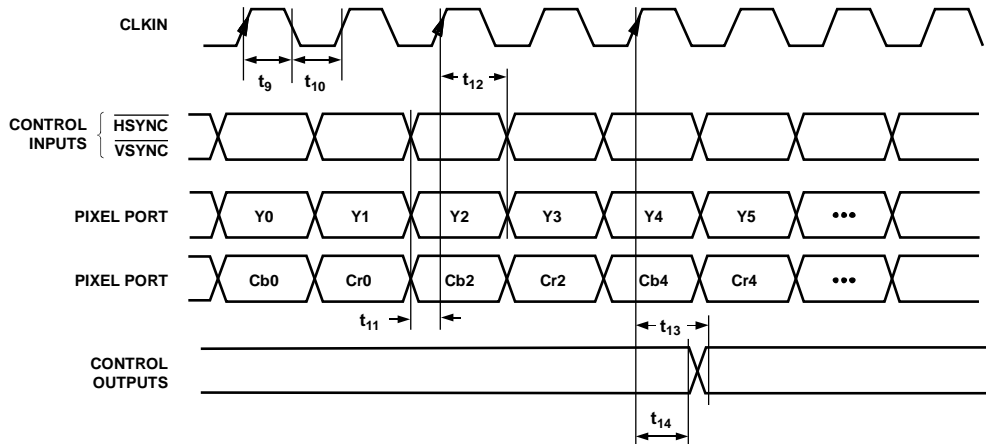 CLKIN
t9 t10 t12
CONTROL INPUTS HSYNC VSYNC
PIXEL PORT Y0 Y1 Y2 Y3 Y4 Y5 •••
PIXEL PORT Cb0 Cr0 Cb2 Cr2 Cb4 Cr4 •••
t11 t13
CONTROL OUTPUTS
t14